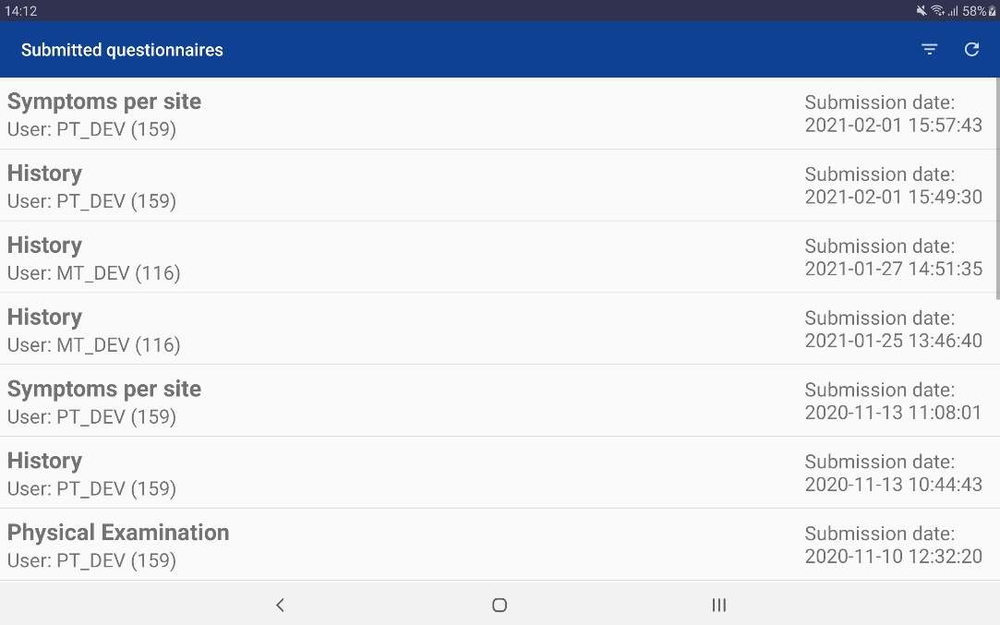 14:12
58%
Submitted questionnaires
Symptoms per site
Submission date:
User: PT_DEV (159)
2021-02-01 15:57:43
History
Submission date:
User: PT_DEV (159)
2021-02-01 15:49:30
History
Submission date:
User: MT_DEV (116)
2021-01-27 14:51:35
History
Submission date:
User: MT_DEV (116)
2021-01-25 13:46:40
Symptoms per site
Submission date:
User: PT_DEV (159)
2020-11-13 11:08:01
History
Submission date:
User: PT_DEV (159)
2020-11-13 10:44:43
Physical Examination
Submission date:
User: PT_DEV (159)
2020-11-10 12:32:20